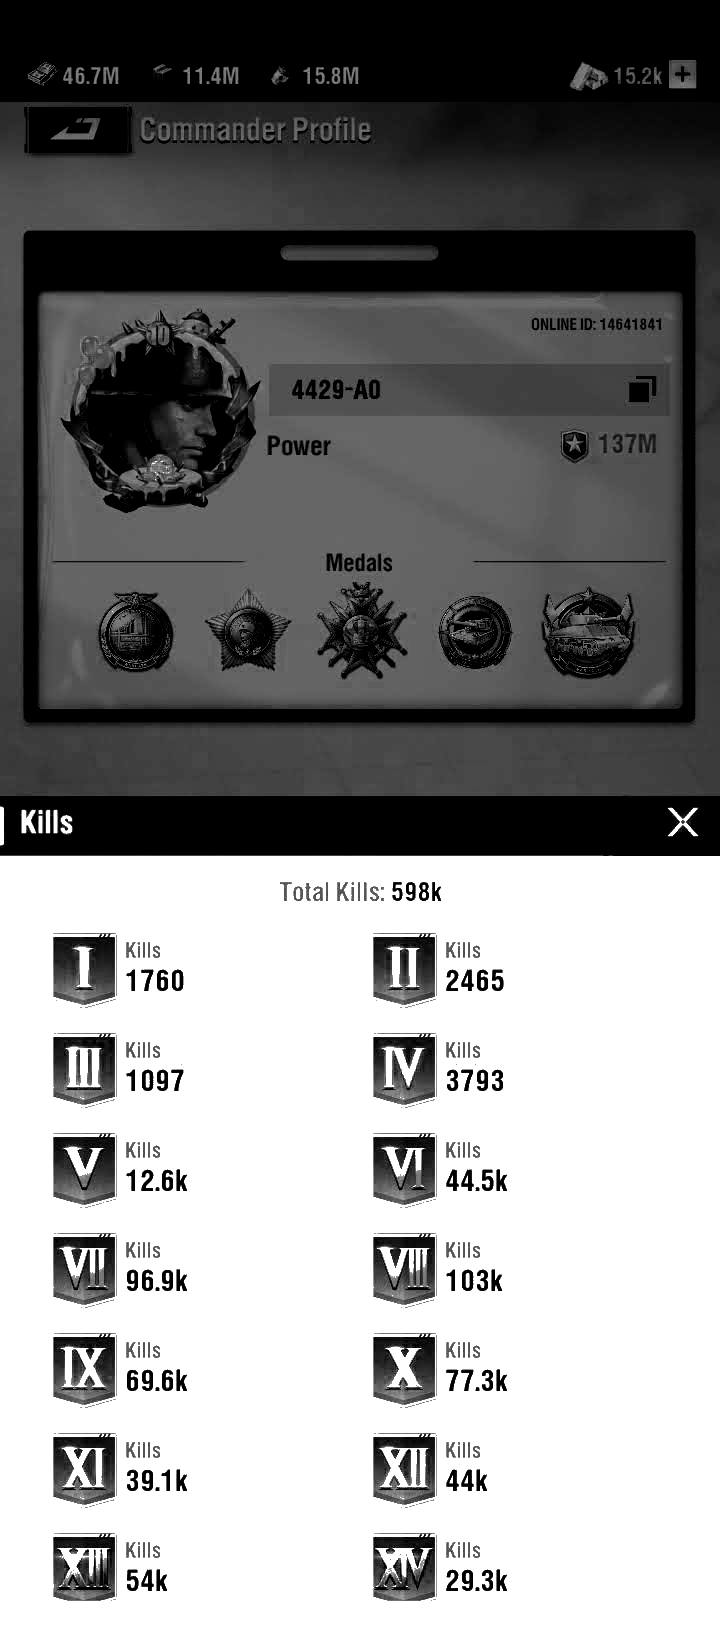 46.7M 11.4M 15.8M 15.2k
Commander Profile
10
ONLINE ID: 14641841
4429-A0
Power 137M
Medals
Kills
Total Kills: 598k
I Kills 1760
II Kills 2465
III Kills 1097
IV Kills 3793
V Kills 12.6k
VI Kills 44.5k
VII Kills 96.9k
VIII Kills 103k
IX Kills 69.6k
X Kills 77.3k
XI Kills 39.1k
XII Kills 44k
XIII Kills 54k
XIV Kills 29.3k